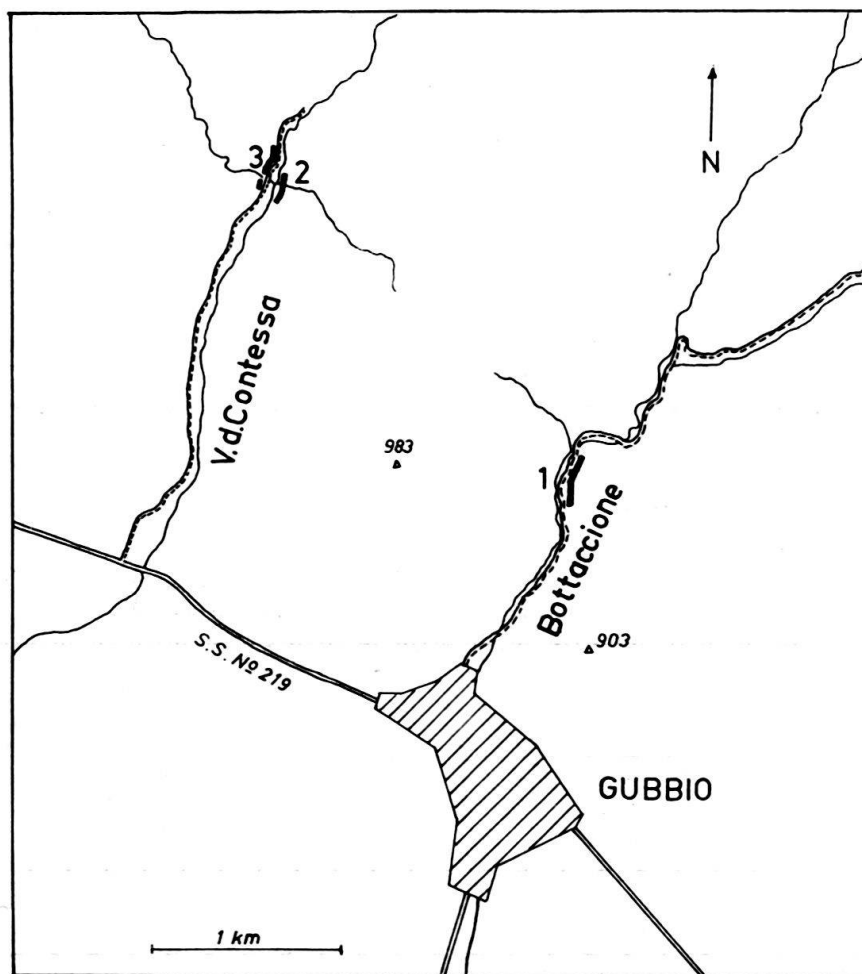 3
2
N
V.d.Contessa
983
1
Bottaccione
903
S.S. Nº 219
GUBBIO
1 km